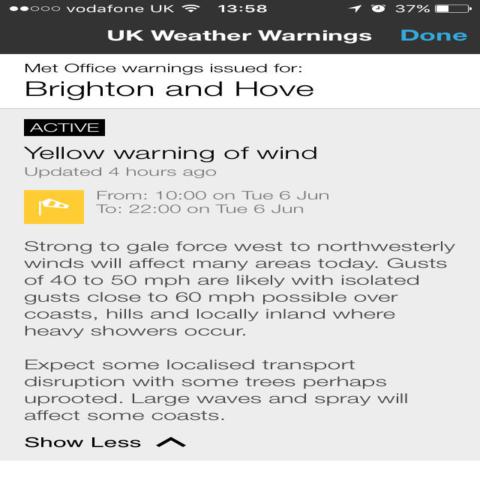 vodafone UK 13:58 37%
UK Weather Warnings Done
Met Office warnings issued for:
Brighton and Hove
ACTIVE
Yellow warning of wind
Updated 4 hours ago
From: 10:00 on Tue 6 Jun
To: 22:00 on Tue 6 Jun
Strong to gale force west to northwesterly
winds will affect many areas today. Gusts
of 40 to 50 mph are likely with isolated
gusts close to 60 mph possible over
coasts, hills and locally inland where
heavy showers occur.
Expect some localised transport
disruption with some trees perhaps
uprooted. Large waves and spray will
affect some coasts.
Show Less